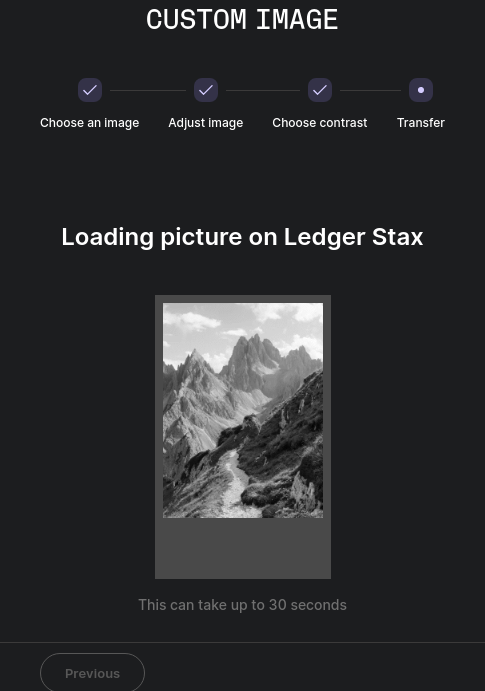 CUSTOM IMAGE
Choose an image Adjust image Choose contrast Transfer
Loading picture on Ledger Stax
This can take up to 30 seconds
Previous